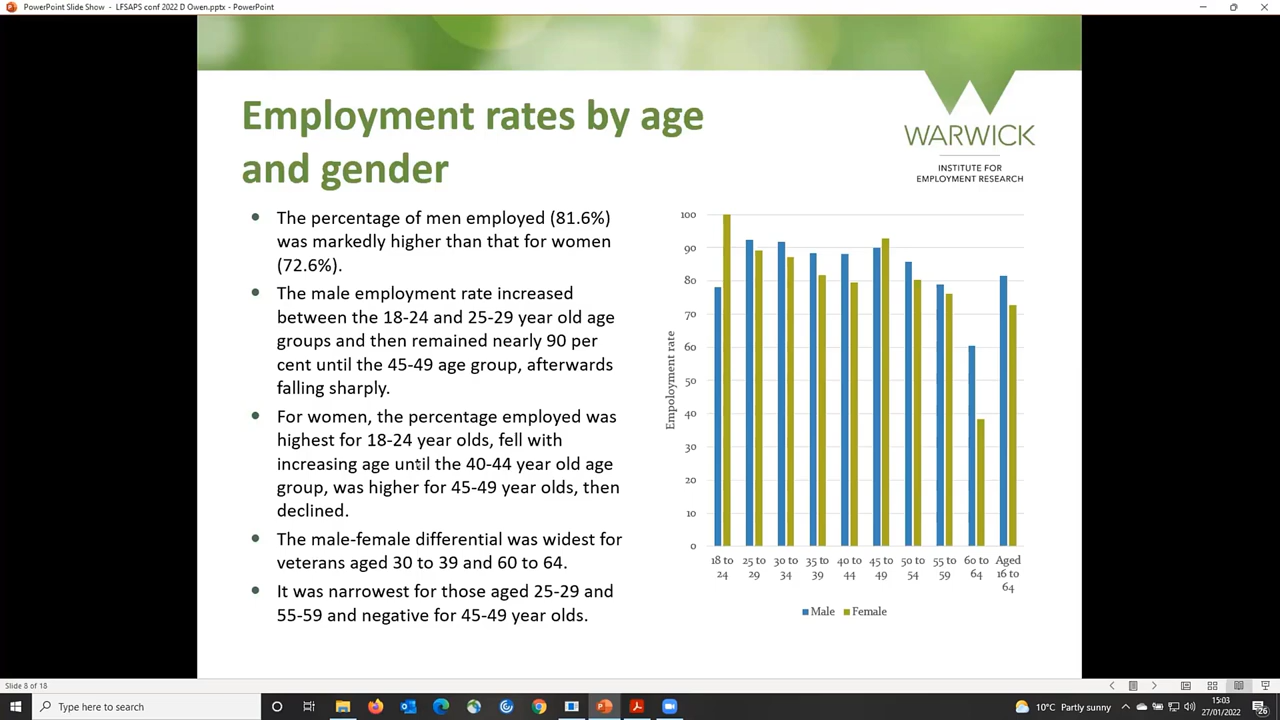 PowerPoint Slide Show - LFSAPS conf 2022 D Owen.pptx - PowerPoint
Employment rates by age
and gender
WARWICK
INSTITUTE FOR
EMPLOYMENT RESEARCH
• The percentage of men employed (81.6%)
was markedly higher than that for women
(72.6%).
• The male employment rate increased
between the 18-24 and 25-29 year old age
groups and then remained nearly 90 per
cent until the 45-49 age group, afterwards
falling sharply.
• For women, the percentage employed was
highest for 18-24 year olds, fell with
increasing age until the 40-44 year old age
group, was higher for 45-49 year olds, then
declined.
• The male-female differential was widest for
veterans aged 30 to 39 and 60 to 64.
• It was narrowest for those aged 25-29 and
55-59 and negative for 45-49 year olds.
Empoloyment rate
100
90
80
70
60
50
40
30
20
10
0
18 to 25 to 30 to 35 to 40 to 45 to 50 to 55 to 60 to Aged
24 29 34 39 44 49 54 59 64 16 to
64
Male Female
Slide 8 of 18
Type here to search
10°C Partly sunny
15:03
27/01/2022
26